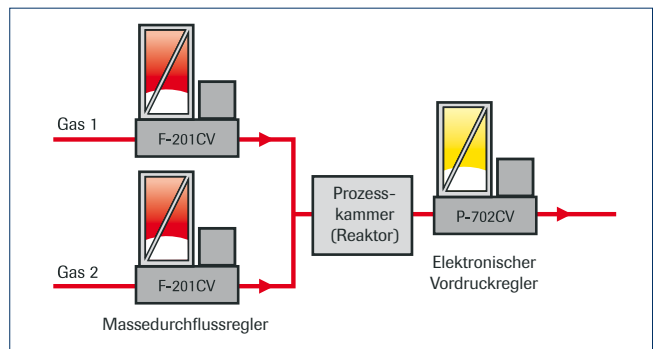 Gas 1
F-201CV
Gas 2
F-201CV
Massedurchflussregler
Prozess-
kammer
(Reaktor)
P-702CV
Elektronischer
Vordruckregler